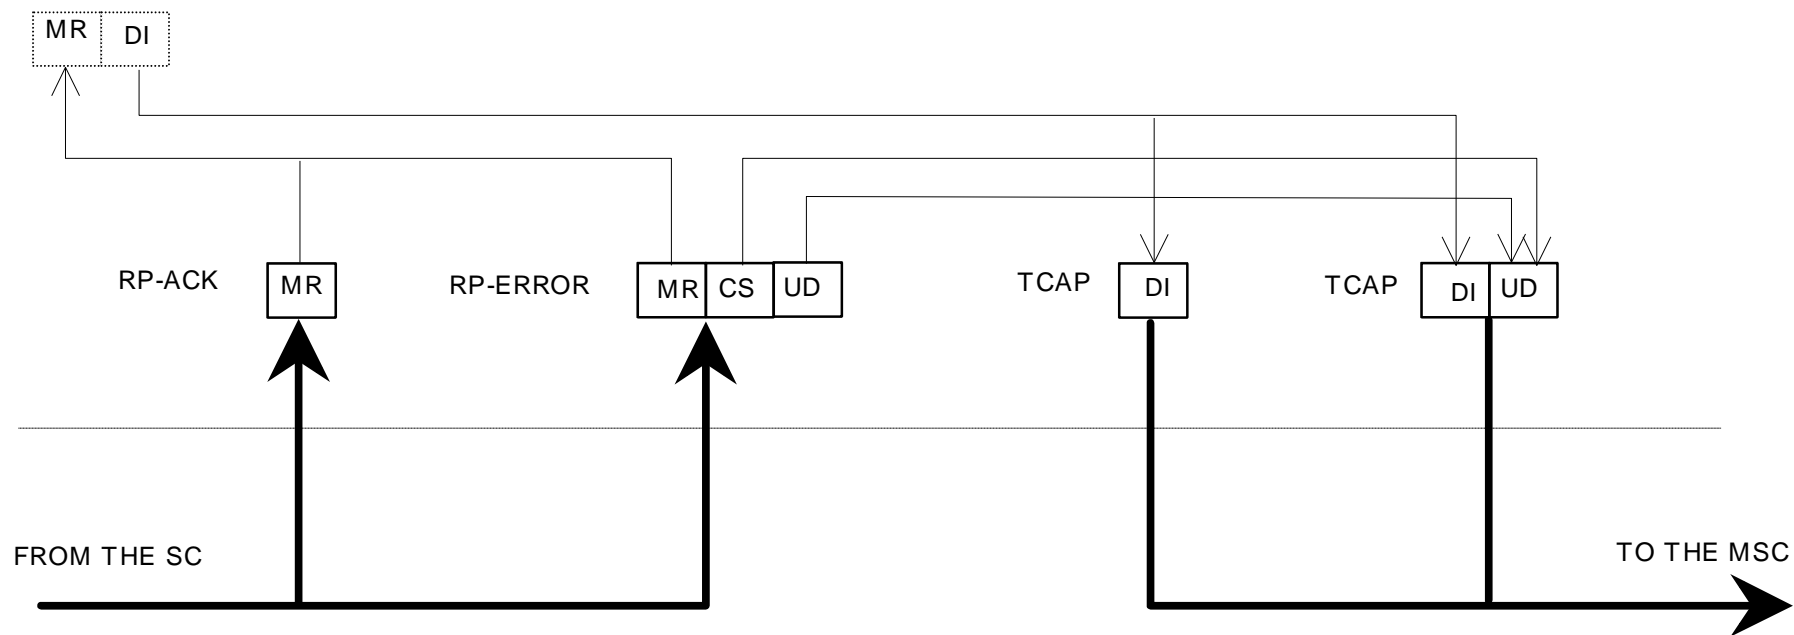 MR DI
RP-ACK MR RP-ERROR MR CS UD TCAP DI TCAP DI UD
FROM THE SC TO THE MSC